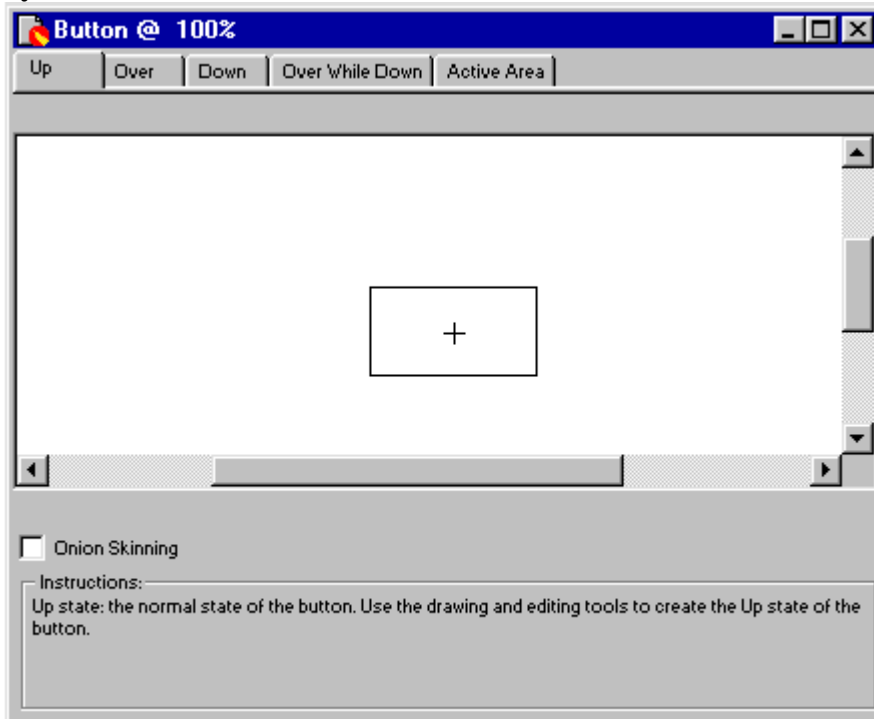 Button @ 100%
Up Over Down Over While Down Active Area
Onion Skinning
Instructions:
Up state: the normal state of the button. Use the drawing and editing tools to create the Up state of the
button.